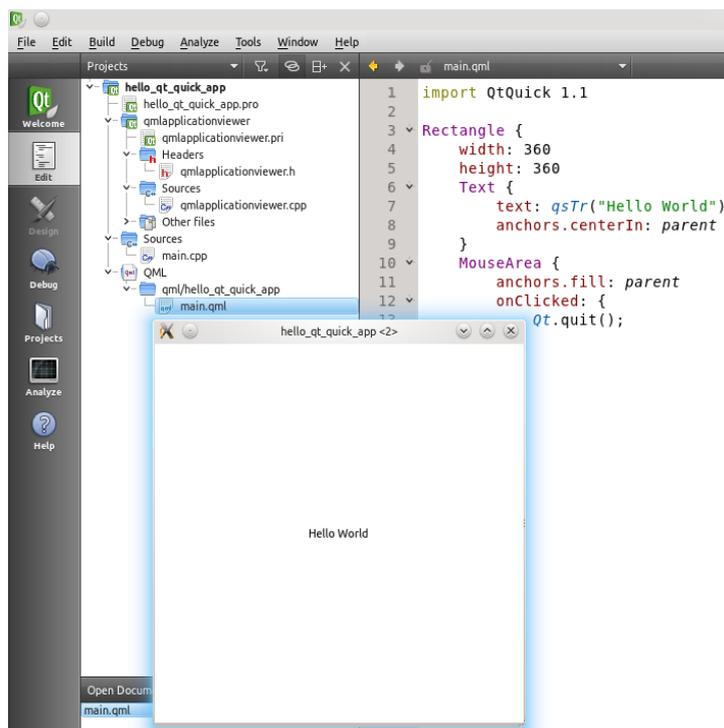 File Edit Build Debug Analyze Tools Window Help
Projects
main.qml
Qt
Welcome
Edit
Design
Debug
Projects
Analyze
Help
hello_qt_quick_app
hello_qt_quick_app.pro
qmlapplicationviewer
qmlapplicationviewer.pri
Headers
qmlapplicationviewer.h
Sources
qmlapplicationviewer.cpp
Other files
Sources
main.cpp
QML
qml/hello_qt_quick_app
main.qml
1 import QtQuick 1.1
2
3 Rectangle {
4 width: 360
5 height: 360
6 Text {
7 text: qsTr("Hello World")
8 anchors.centerIn: parent
9 }
10 MouseArea {
11 anchors.fill: parent
12 onClicked: {
13 Qt.quit();
hello_qt_quick_app <2>
Hello World
Open Docum
main.qml